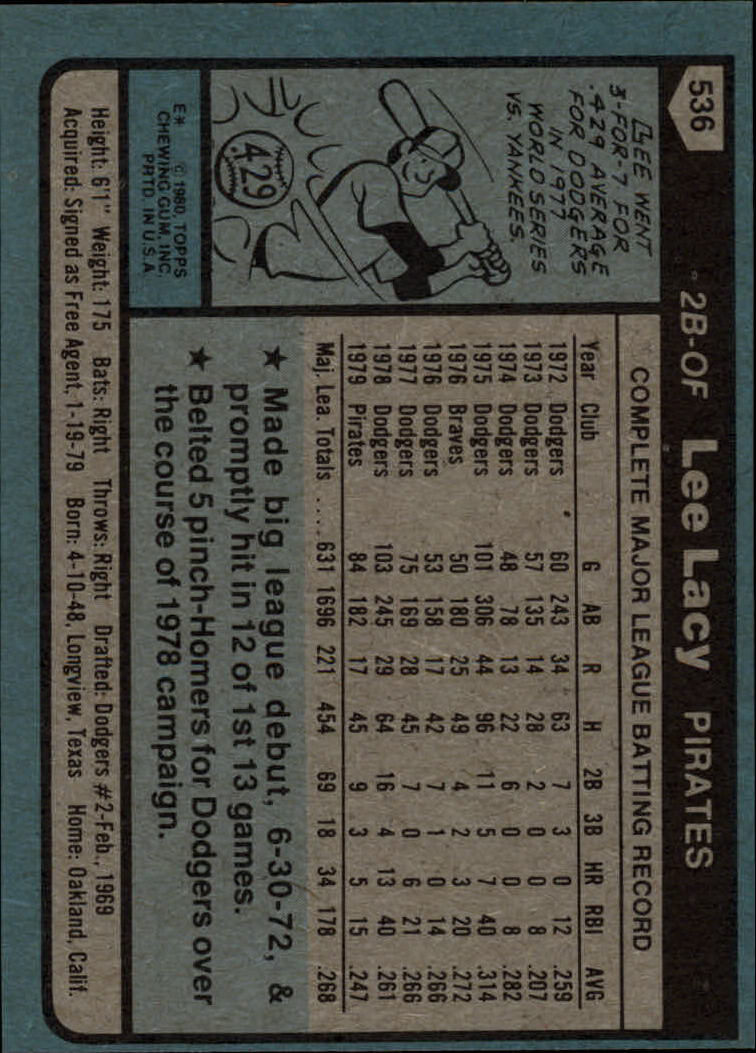 536
2B-OF Lee Lacy PIRATES
LEE WENT
3-FOR-7 FOR
.429 AVERAGE
FOR DODGERS
IN 1977
WORLD SERIES
VS. YANKEES.
.429
E* © 1980, TOPPS
CHEWING GUM, INC.
PRTD. IN U.S.A.
COMPLETE MAJOR LEAGUE BATTING RECORD
Year Club G AB R H 2B 3B HR RBI AVG
1972 Dodgers 60 243 34 63 7 3 0 12 .259
1973 Dodgers 57 135 14 28 2 0 0 8 .207
1974 Dodgers 48 78 13 22 6 0 0 8 .282
1975 Dodgers 101 306 44 96 11 5 7 40 .314
1976 Braves 50 180 25 49 4 2 3 20 .272
1976 Dodgers 53 158 17 42 7 1 0 14 .266
1977 Dodgers 75 169 28 45 7 0 6 21 .266
1978 Dodgers 103 245 29 64 16 4 13 40 .261
1979 Pirates 84 182 17 45 9 3 5 15 .247
Maj. Lea. Totals .... 631 1696 221 454 69 18 34 178 .268
★ Made big league debut, 6-30-72, &
promptly hit in 12 of 1st 13 games.
★ Belted 5 pinch-Homers for Dodgers over
the course of 1978 campaign.
Height: 6'1" Weight: 175 Bats: Right Throws: Right Drafted: Dodgers #2-Feb., 1969
Acquired: Signed as Free Agent, 1-19-79 Born: 4-10-48, Longview, Texas Home: Oakland, Calif.